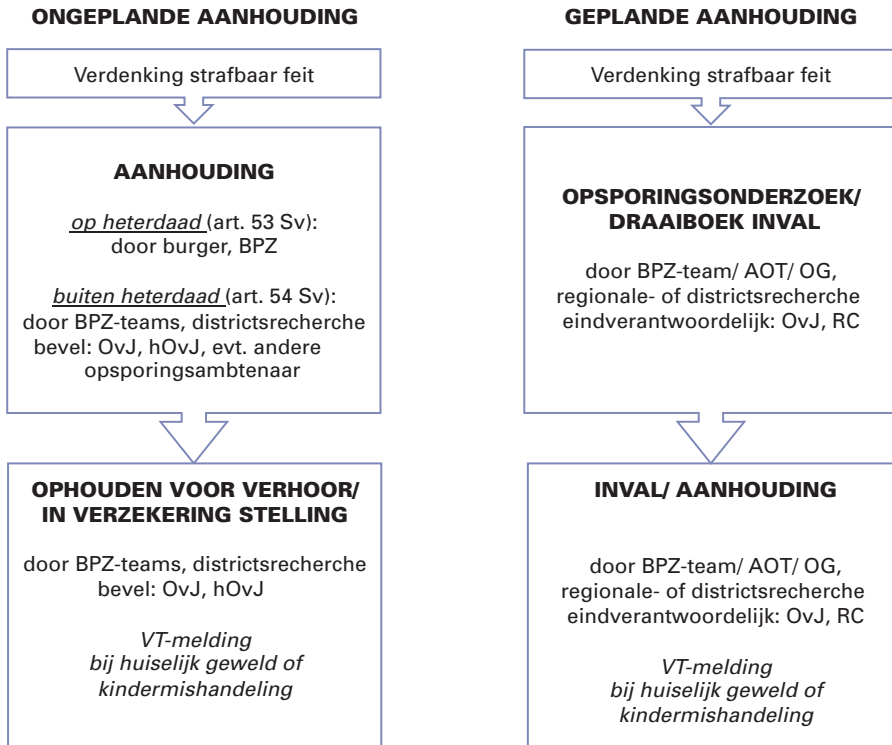 ONGEPLANDE AANHOUDING
Verdenking strafbaar feit
AANHOUDING
op heterdaad (art. 53 Sv):
door burger, BPZ
buiten heterdaad (art. 54 Sv):
door BPZ-teams, districtsrecherche
bevel: OvJ, hOvJ, evt. andere
opsporingsambtenaar
OPHOUDEN VOOR VERHOOR/
IN VERZEKERING STELLING
door BPZ-teams, districtsrecherche
bevel: OvJ, hOvJ
VT-melding
bij huiselijk geweld of
kindermishandeling
GEPLANDE AANHOUDING
Verdenking strafbaar feit
OPSPORINGSONDERZOEK/
DRAAIBOEK INVAL
door BPZ-team/ AOT/ OG,
regionale- of districtsrecherche
eindverantwoordelijk: OvJ, RC
INVAL/ AANHOUDING
door BPZ-team/ AOT/ OG,
regionale- of districtsrecherche
eindverantwoordelijk: OvJ, RC
VT-melding
bij huiselijk geweld of
kindermishandeling